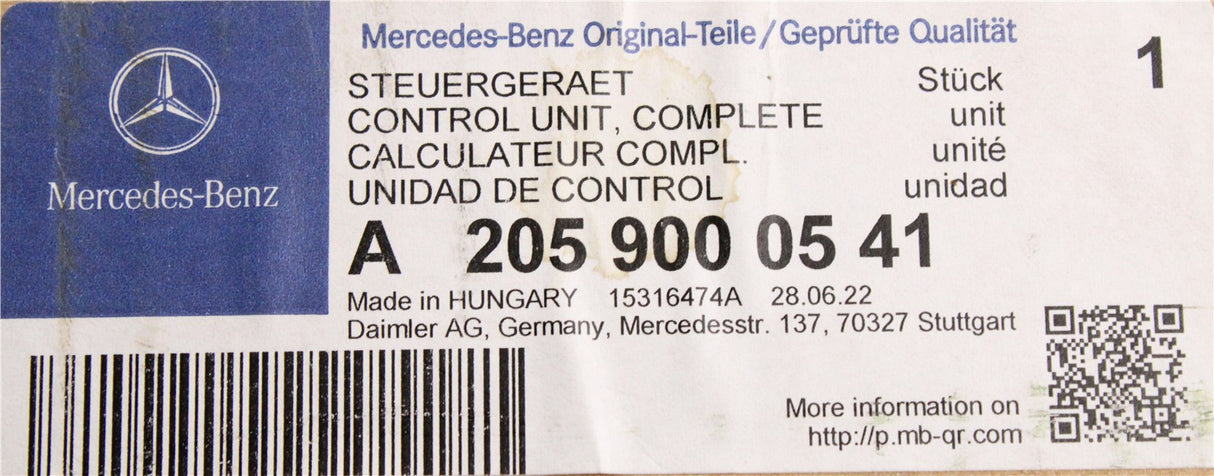 Mercedes-Benz Original-Teile/Geprüfte Qualität
1
Mercedes-Benz
STEUERGERAET Stück
CONTROL UNIT, COMPLETE unit
CALCULATEUR COMPL. unité
UNIDAD DE CONTROL unidad
A 205 900 05 41
Made in HUNGARY 15316474A 28.06.22
Daimler AG, Germany, Mercedesstr. 137, 70327 Stuttgart
More information on
http://p.mb-qr.com